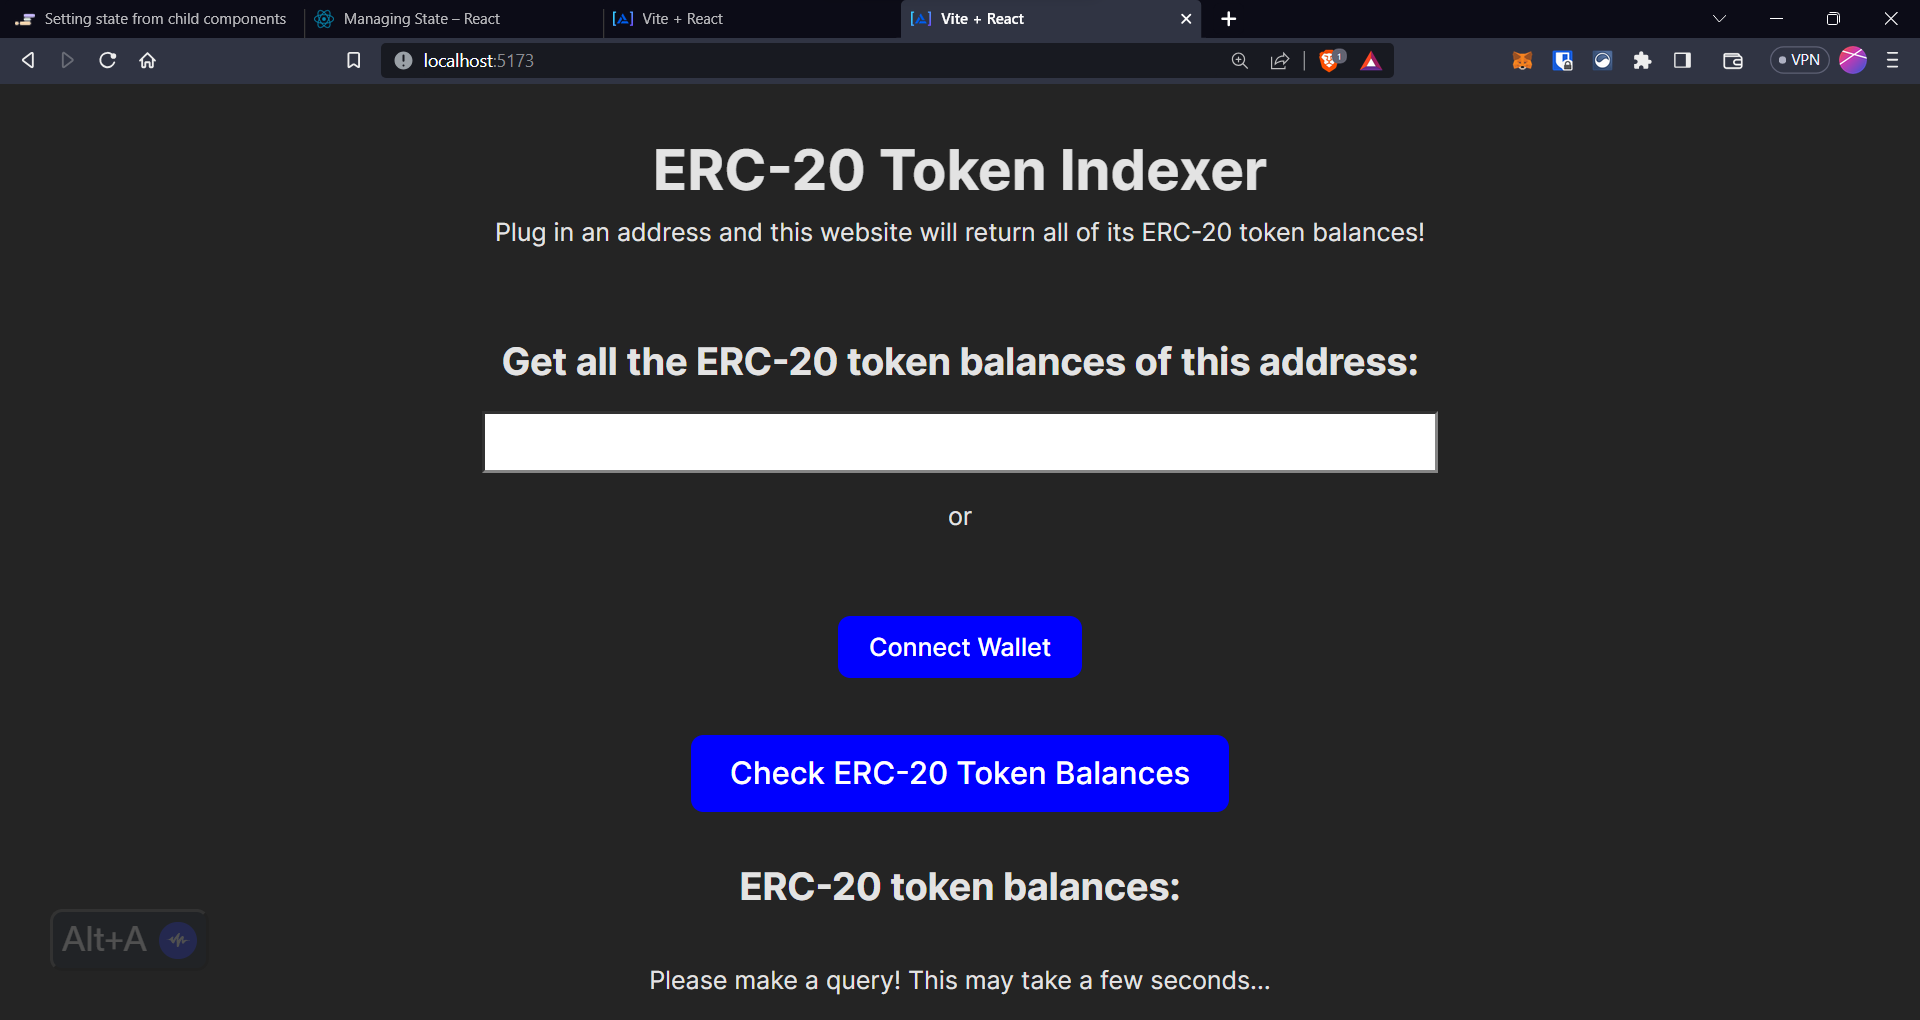 Setting state from child components
Managing State – React
Vite + React
Vite + React
localhost:5173
1
VPN
ERC-20 Token Indexer
Plug in an address and this website will return all of its ERC-20 token balances!
Get all the ERC-20 token balances of this address:
or
Connect Wallet
Check ERC-20 Token Balances
ERC-20 token balances:
Alt+A
Please make a query! This may take a few seconds...